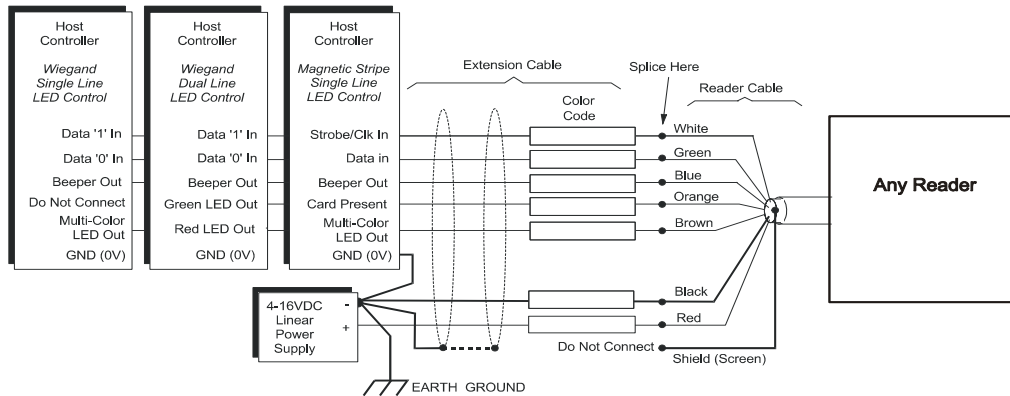 Host
Controller
Wiegand
Single Line
LED Control
Data '1' In
Data '0' In
Beeper Out
Do Not Connect
Multi-Color
LED Out
GND (0V)
Host
Controller
Wiegand
Dual Line
LED Control
Data '1' In
Data '0' In
Beeper Out
Green LED Out
Red LED Out
GND (0V)
Host
Controller
Magnetic Stripe
Single Line
LED Control
Strobe/Clk In
Data in
Beeper Out
Card Present
Multi-Color
LED Out
GND (0V)
4-16VDC
Linear
Power
Supply
-
+
EARTH GROUND
Extension Cable
Color
Code
Splice Here
Reader Cable
White
Green
Blue
Orange
Brown
Black
Red
Do Not Connect
Shield (Screen)
Any Reader